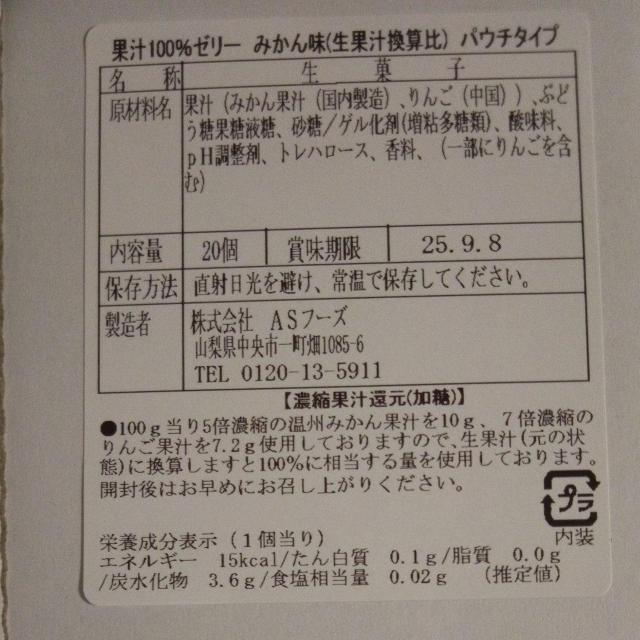 果汁100%ゼリー みかん味(生果汁換算比) パウチタイプ
名 称 生 菓 子
原材料名 果汁（みかん果汁（国内製造）、りんご（中国））、ぶど
う糖果糖液糖、砂糖／ゲル化剤(増粘多糖類)、酸味料、
pH調整剤、トレハロース、香料、（一部にりんごを含
む)
内容量 20個 賞味期限 25.9.8
保存方法 直射日光を避け、常温で保存してください。
製造者 株式会社 ASフーズ
山梨県中央市一町畑1085-6
TEL 0120-13-5911
【濃縮果汁還元(加糖)】
●100g当り5倍濃縮の温州みかん果汁を10g、7倍濃縮の
りんご果汁を7.2g使用しておりますので、生果汁(元の状
態)に換算しますと100%に相当する量を使用しております。
開封後はお早めにお召し上がりください。
プラ
内装
栄養成分表示（1個当り）
エネルギー 15kcal/たん白質 0.1g/脂質 0.0g
/炭水化物 3.6g/食塩相当量 0.02g （推定値）